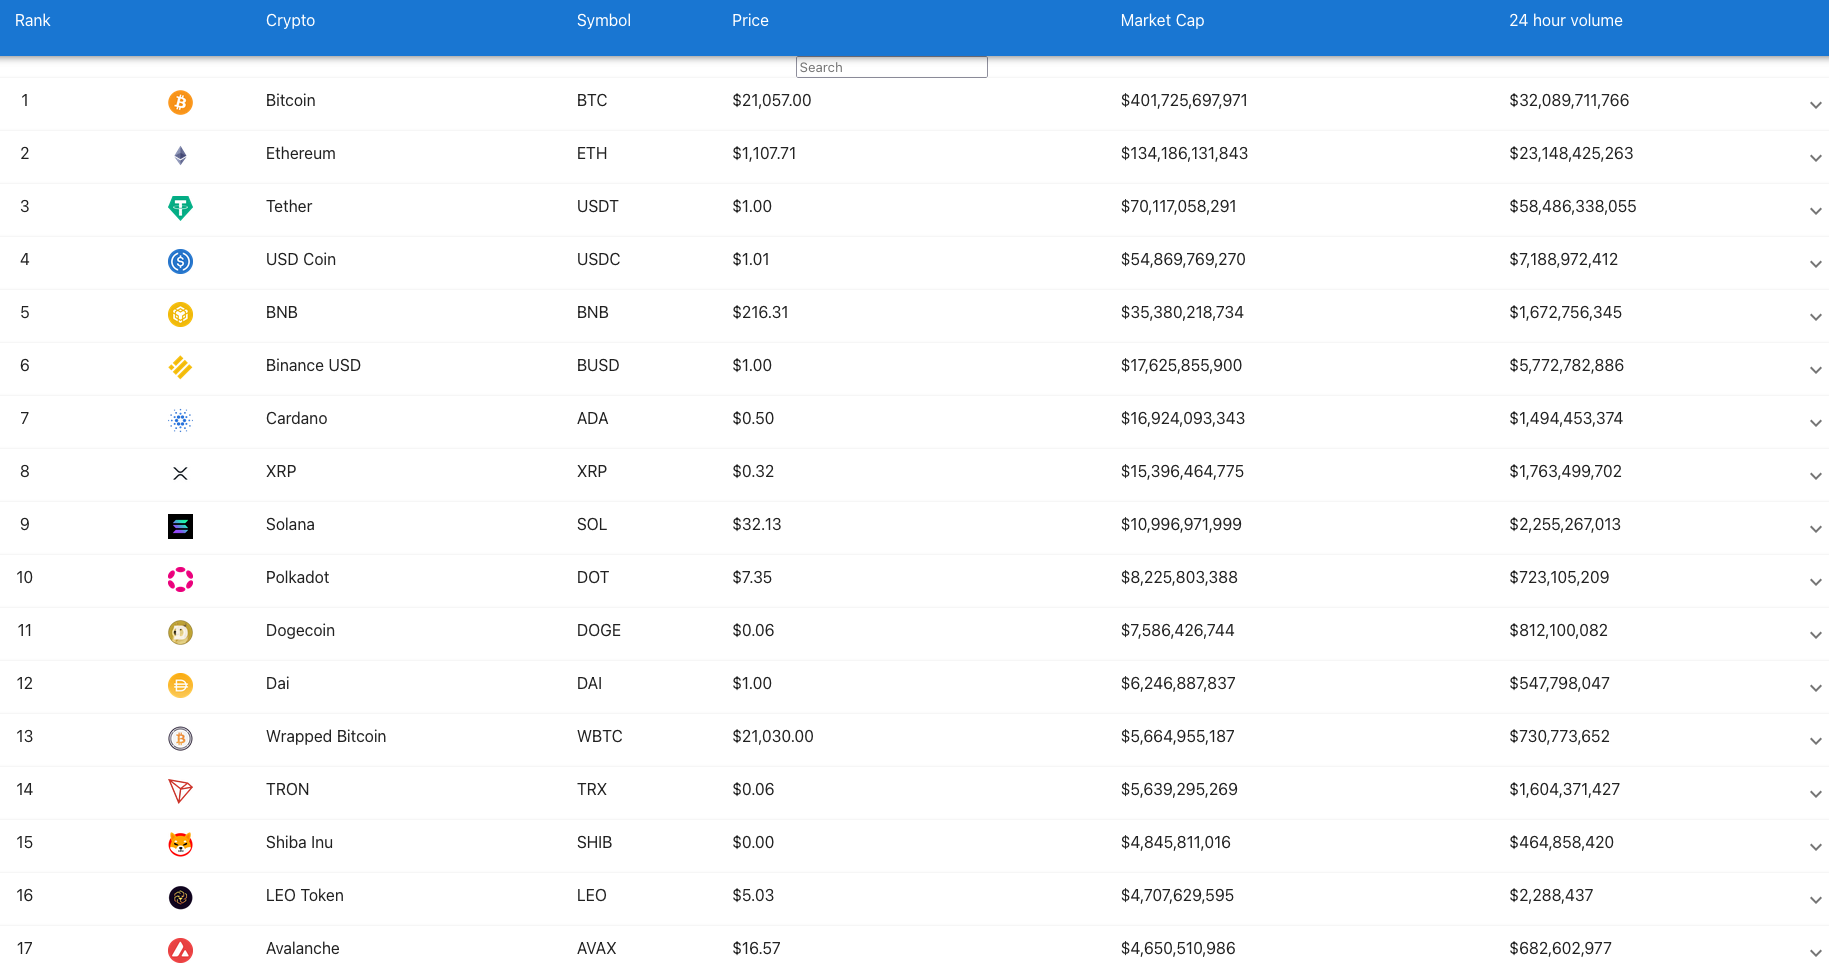 Rank Crypto Symbol Price Market Cap 24 hour volume
Search
1 Bitcoin BTC $21,057.00 $401,725,697,971 $32,089,711,766
2 Ethereum ETH $1,107.71 $134,186,131,843 $23,148,425,263
3 Tether USDT $1.00 $70,117,058,291 $58,486,338,055
4 USD Coin USDC $1.01 $54,869,769,270 $7,188,972,412
5 BNB BNB $216.31 $35,380,218,734 $1,672,756,345
6 Binance USD BUSD $1.00 $17,625,855,900 $5,772,782,886
7 Cardano ADA $0.50 $16,924,093,343 $1,494,453,374
8 XRP XRP $0.32 $15,396,464,775 $1,763,499,702
9 Solana SOL $32.13 $10,996,971,999 $2,255,267,013
10 Polkadot DOT $7.35 $8,225,803,388 $723,105,209
11 Dogecoin DOGE $0.06 $7,586,426,744 $812,100,082
12 Dai DAI $1.00 $6,246,887,837 $547,798,047
13 Wrapped Bitcoin WBTC $21,030.00 $5,664,955,187 $730,773,652
14 TRON TRX $0.06 $5,639,295,269 $1,604,371,427
15 Shiba Inu SHIB $0.00 $4,845,811,016 $464,858,420
16 LEO Token LEO $5.03 $4,707,629,595 $2,288,437
17 Avalanche AVAX $16.57 $4,650,510,986 $682,602,977